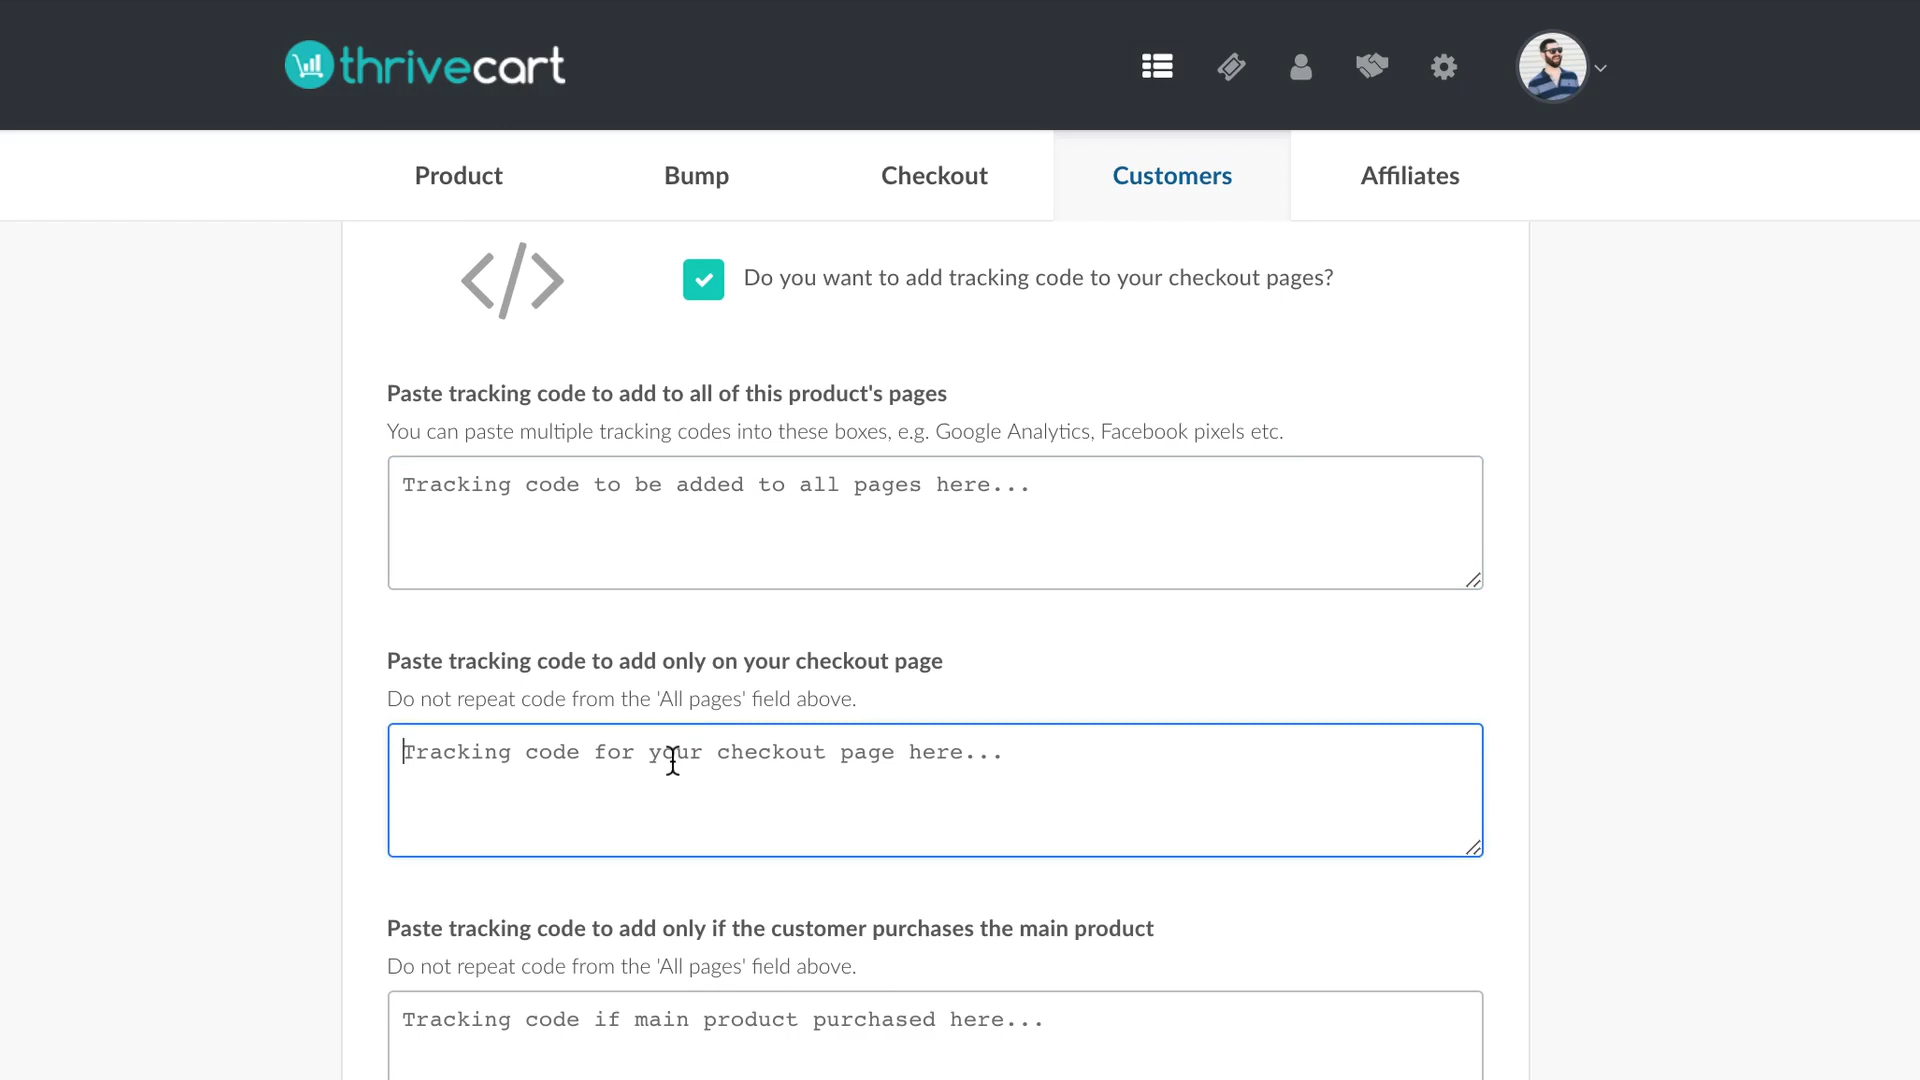 thrivecart
Product Bump Checkout Customers Affiliates
</> Do you want to add tracking code to your checkout pages?
Paste tracking code to add to all of this product's pages
You can paste multiple tracking codes into these boxes, e.g. Google Analytics, Facebook pixels etc.
Tracking code to be added to all pages here...
Paste tracking code to add only on your checkout page
Do not repeat code from the 'All pages' field above.
Tracking code for your checkout page here...
Paste tracking code to add only if the customer purchases the main product
Do not repeat code from the 'All pages' field above.
Tracking code if main product purchased here...